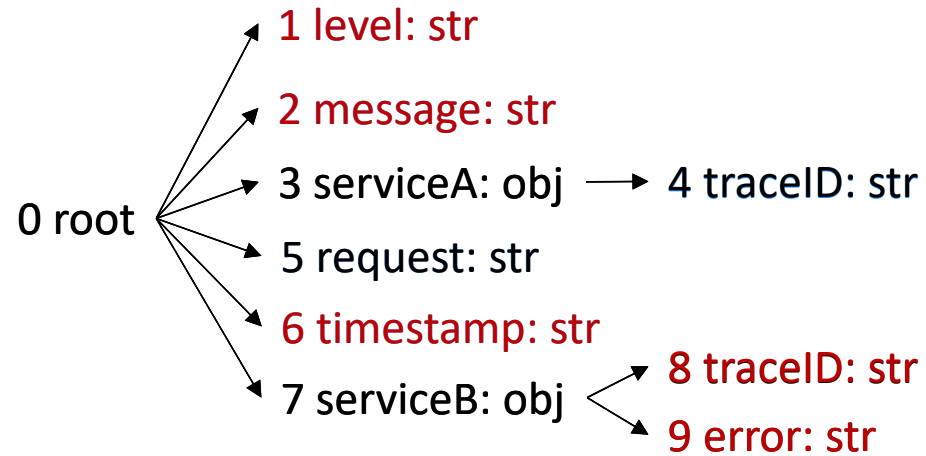 1 level: str
2 message: str
3 serviceA: obj
4 traceID: str
0 root
5 request: str
6 timestamp: str
8 traceID: str
7 serviceB: obj
9 error: str